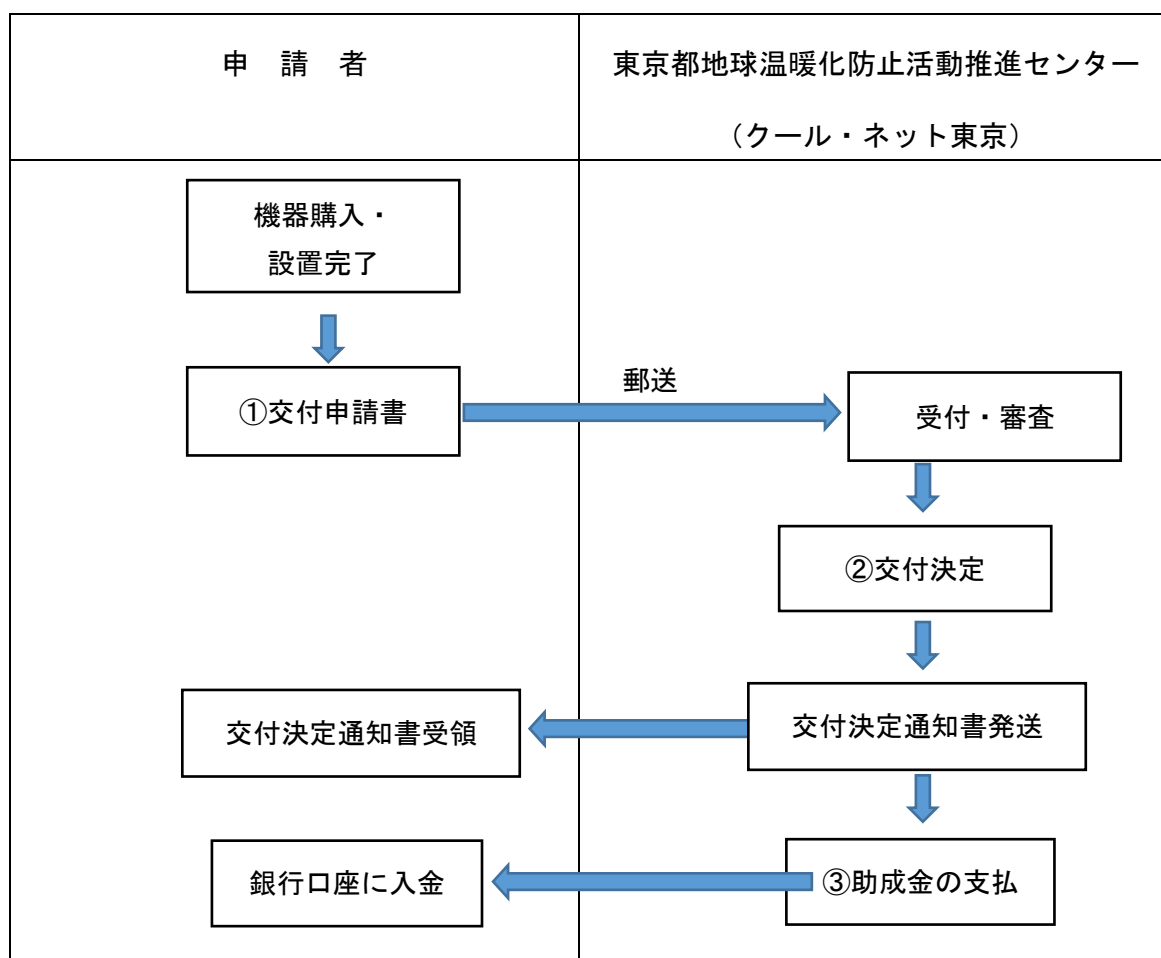 申　請　者
東京都地球温暖化防止活動推進センター
（クール・ネット東京）
機器購入・
設置完了
①交付申請書
郵送
受付・審査
②交付決定
交付決定通知書発送
交付決定通知書受領
③助成金の支払
銀行口座に入金